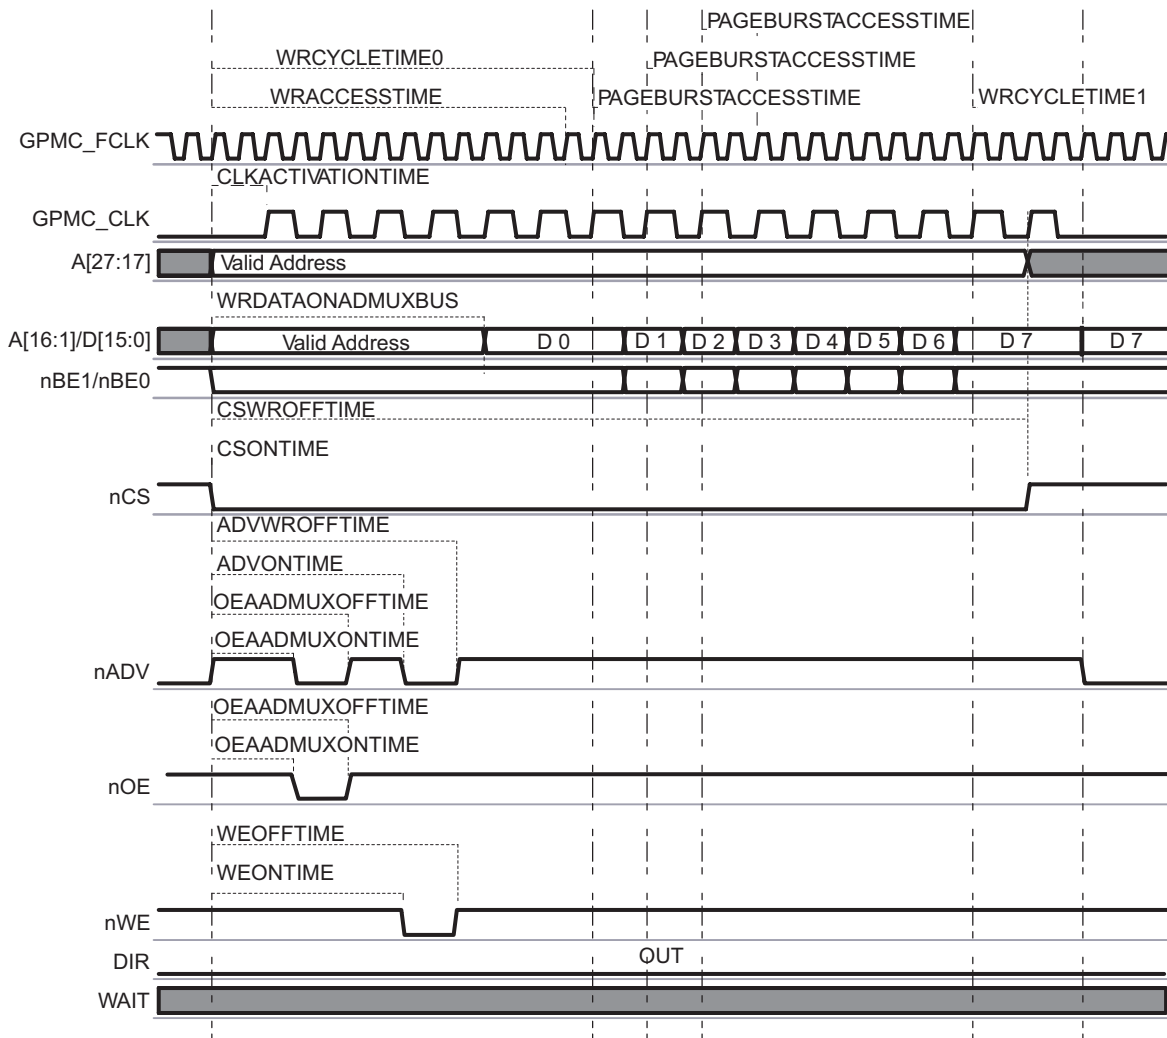 PAGEBURSTACCESSTIME
WRCYCLETIME0 PAGEBURSTACCESSTIME
WRACCESSTIME PAGEBURSTACCESSTIME WRCYCLETIME1
GPMC_FCLK
CLKACTIVATIONTIME
GPMC_CLK
A[27:17] Valid Address
WRDATAONADMUXBUS
A[16:1]/D[15:0] Valid Address D 0 D 1 D 2 D 3 D 4 D 5 D 6 D 7 D 7
nBE1/nBE0
CSWROFFTIME
CSONTIME
nCS
ADVWROFFTIME
ADVONTIME
OEAADMUXOFFTIME
OEAADMUXONTIME
nADV
OEAADMUXOFFTIME
OEAADMUXONTIME
nOE
WEOFFTIME
WEONTIME
nWE
DIR OUT
WAIT